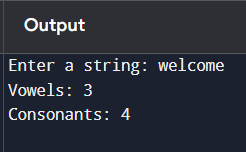 Output
Enter a string: welcome
Vowels: 3
Consonants: 4